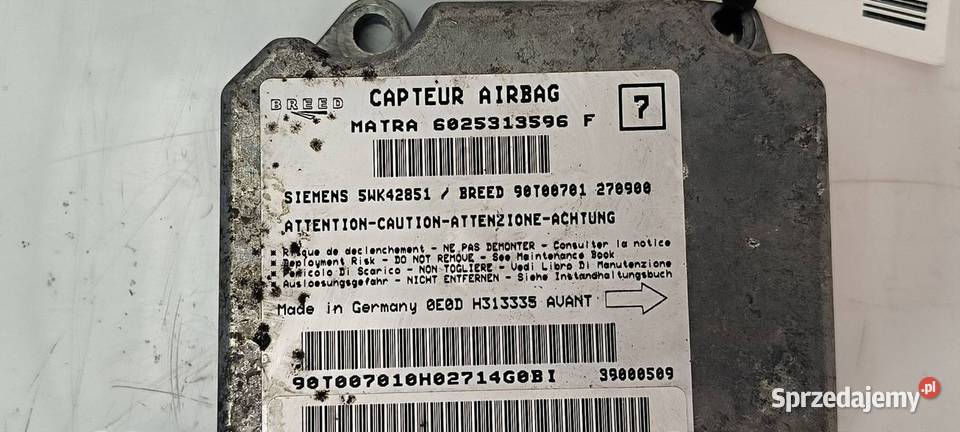 BREED
CAPTEUR AIRBAG
7
MATRA 6025313596 F
SIEMENS 5WK42851 / BREED 90T00701 270900
ATTENTION-CAUTION-ATTENZIONE-ACHTUNG
Risque de declenchement - NE PAS DEMONTER - Consulter la notice
Deployment Risk - DO NOT REMOVE - See Maintenance Book
Pericolo Di Scarico - NON TOGLIERE - Vedi Libro Di Manutenzione
Ausloesungsgefahr - NICHT ENTFERNEN - Siehe Instandhaltungsbuch
Made in Germany 0E0D H313335 AVANT
90T007010H02714G0BI
39000509
Sprzedajemy.pl